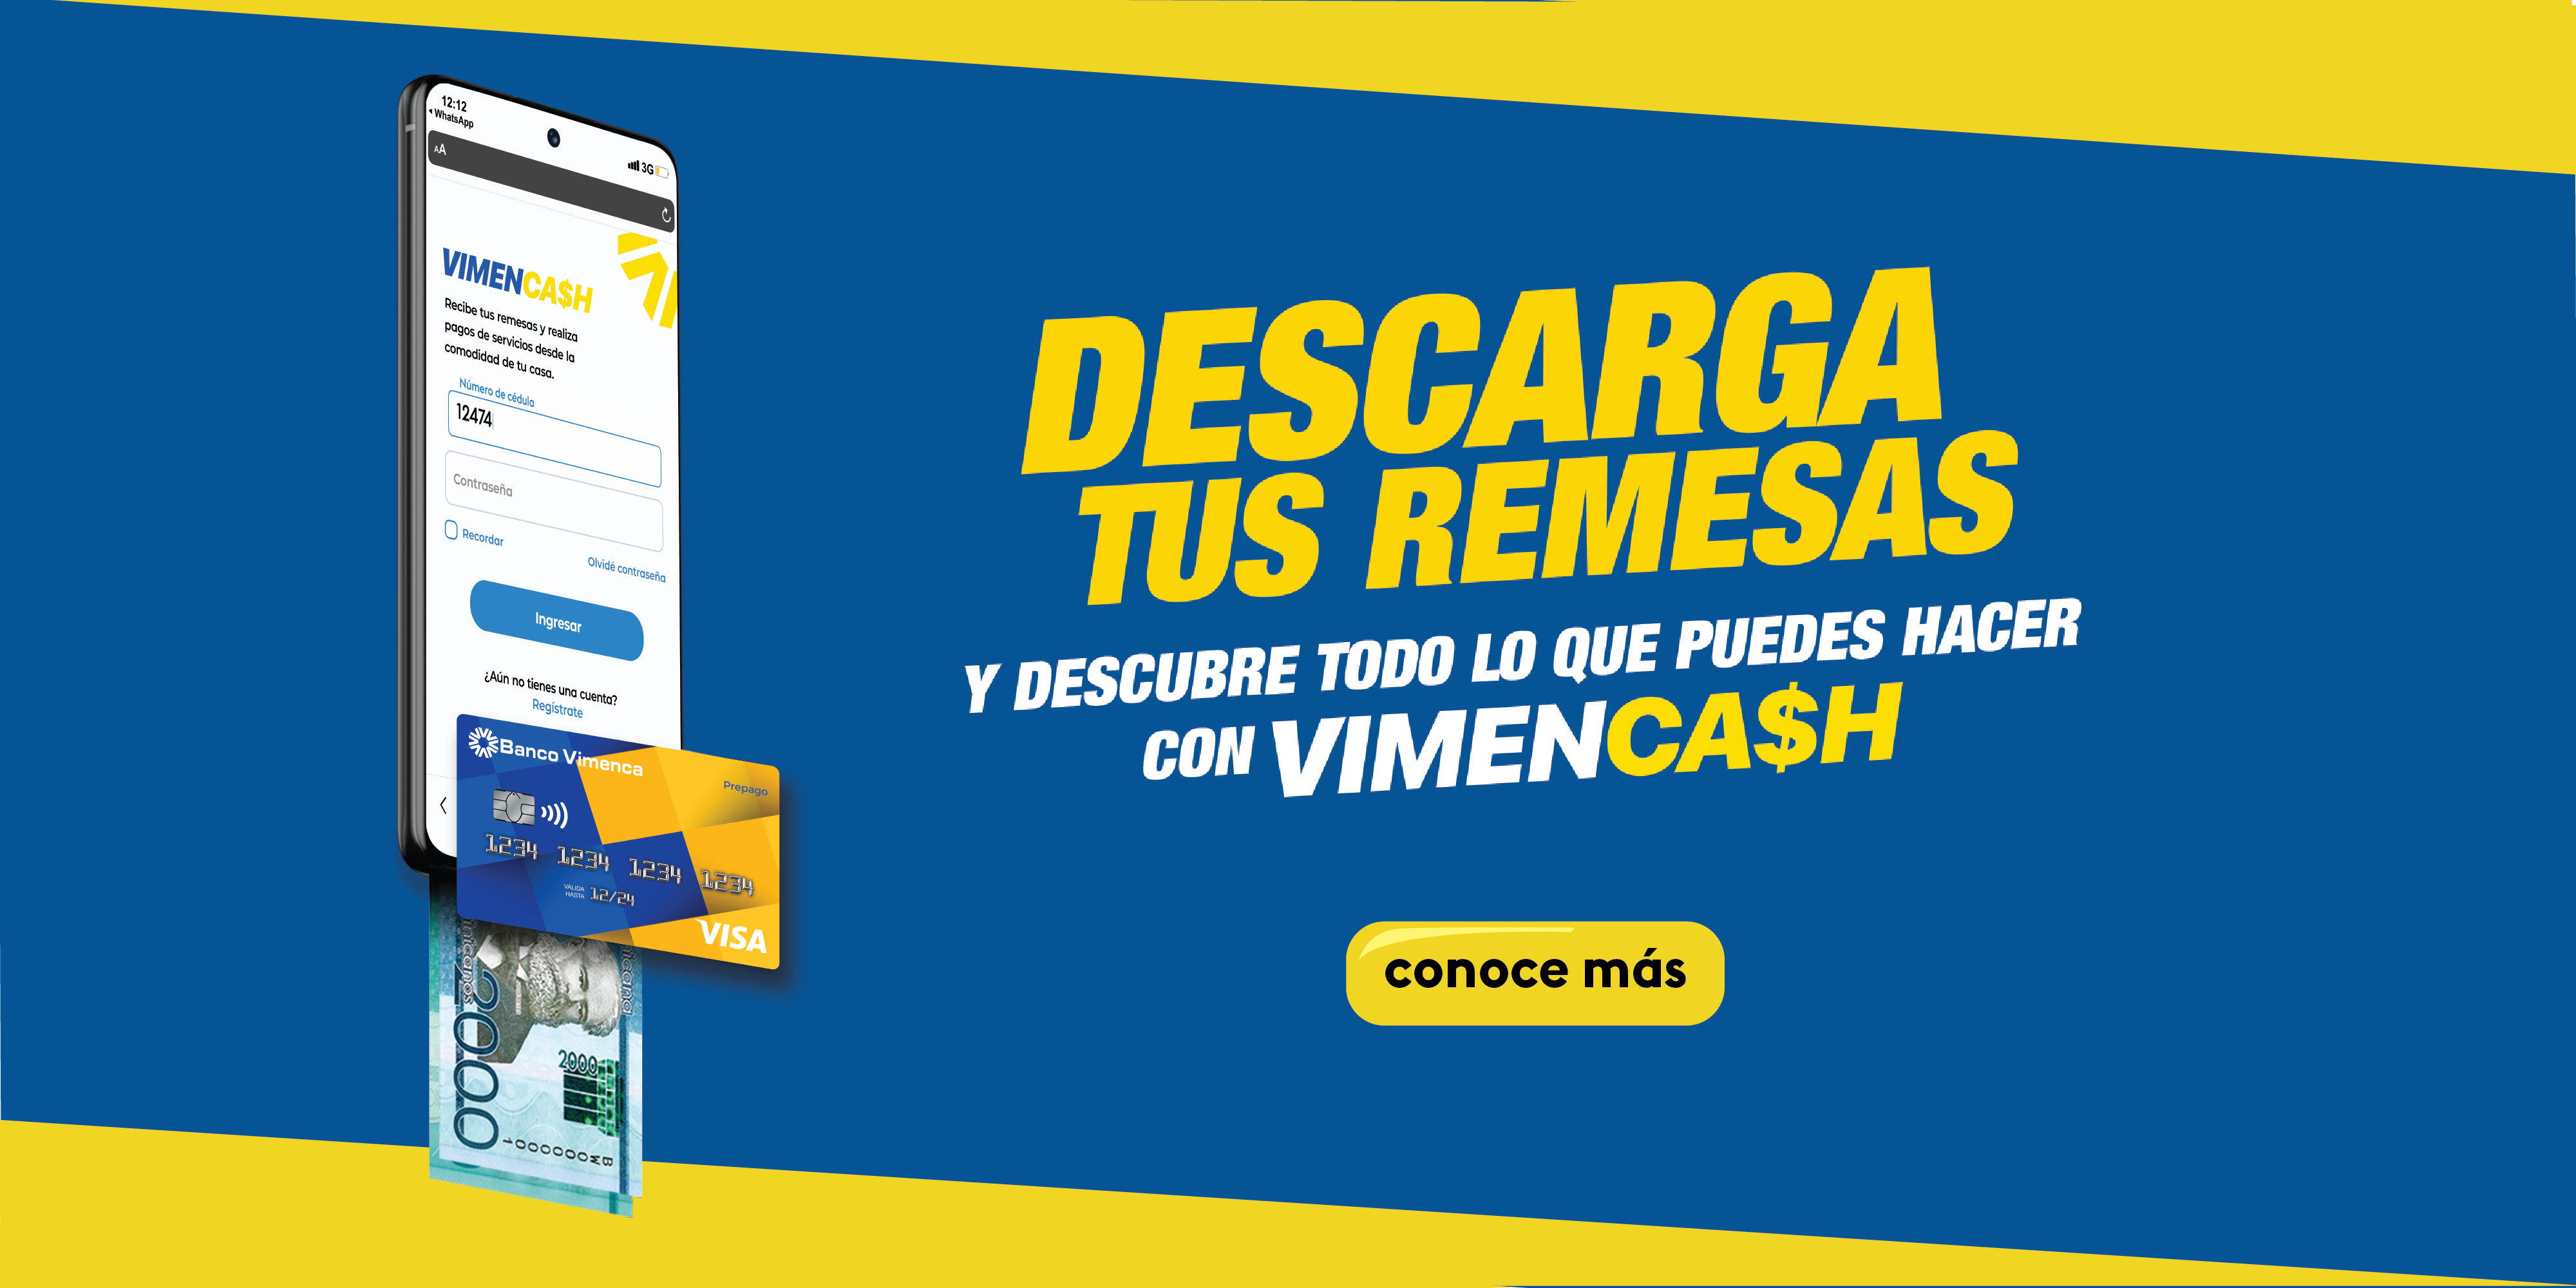 12:12
WhatsApp
3G
AA
VIMENCA$H
Recibe tus remesas y realiza
pagos de servicios desde la
comodidad de tu casa.
Número de cédula
12474
Contraseña
Recordar
Olvidé contraseña
Ingresar
¿Aún no tienes una cuenta?
Regístrate
Banco Vimenca
Prepago
1234 1234 1234 1234
VÁLIDA
HASTA
12/24
VISA
2000
2000
BW0000001
DESCARGA
TUS REMESAS
Y DESCUBRE TODO LO QUE PUEDES HACER
CON VIMENCA$H
conoce más